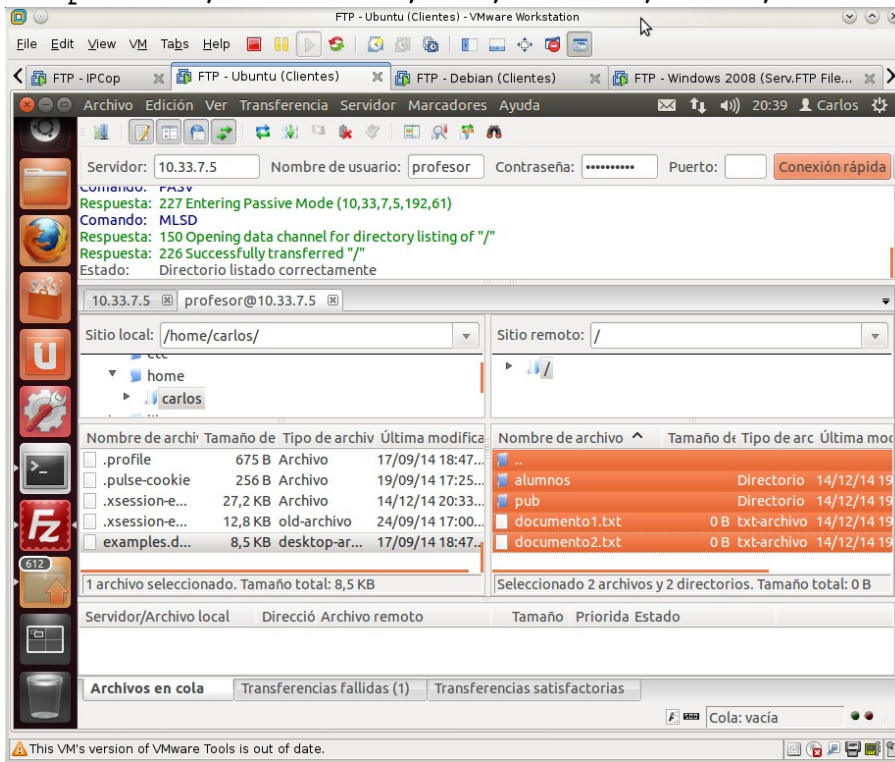 FTP - Ubuntu (Clientes) - VMware Workstation
File Edit View VM Tabs Help
FTP - IPCop FTP - Ubuntu (Clientes) FTP - Debian (Clientes) FTP - Windows 2008 (Serv.FTP File...
Archivo Edición Ver Transferencia Servidor Marcadores Ayuda 20:39 Carlos
Servidor: 10.33.7.5 Nombre de usuario: profesor Contraseña: •••••••••• Puerto: Conexión rápida
Comando: PASV
Respuesta: 227 Entering Passive Mode (10,33,7,5,192,61)
Comando: MLSD
Respuesta: 150 Opening data channel for directory listing of "/"
Respuesta: 226 Successfully transferred "/"
Estado: Directorio listado correctamente
10.33.7.5 profesor@10.33.7.5
Sitio local: /home/carlos/ Sitio remoto: /
etc /
home
carlos
Nombre de archiv Tamaño de Tipo de archiv Última modifica Nombre de archivo Tamaño de Tipo de arc Última moc
.profile 675 B Archivo 17/09/14 18:47... ..
.pulse-cookie 256 B Archivo 19/09/14 17:25... alumnos Directorio 14/12/14 19
.xsession-e... 27,2 KB Archivo 14/12/14 20:33... pub Directorio 14/12/14 19
.xsession-e... 12,8 KB old-archivo 24/09/14 17:00... documento1.txt 0 B txt-archivo 14/12/14 19
examples.d... 8,5 KB desktop-ar... 17/09/14 18:47... documento2.txt 0 B txt-archivo 14/12/14 19
612
1 archivo seleccionado. Tamaño total: 8,5 KB Seleccionado 2 archivos y 2 directorios. Tamaño total: 0 B
Servidor/Archivo local Direcció Archivo remoto Tamaño Priorida Estado
Archivos en cola Transferencias fallidas (1) Transferencias satisfactorias
Cola: vacía
This VM's version of VMware Tools is out of date.